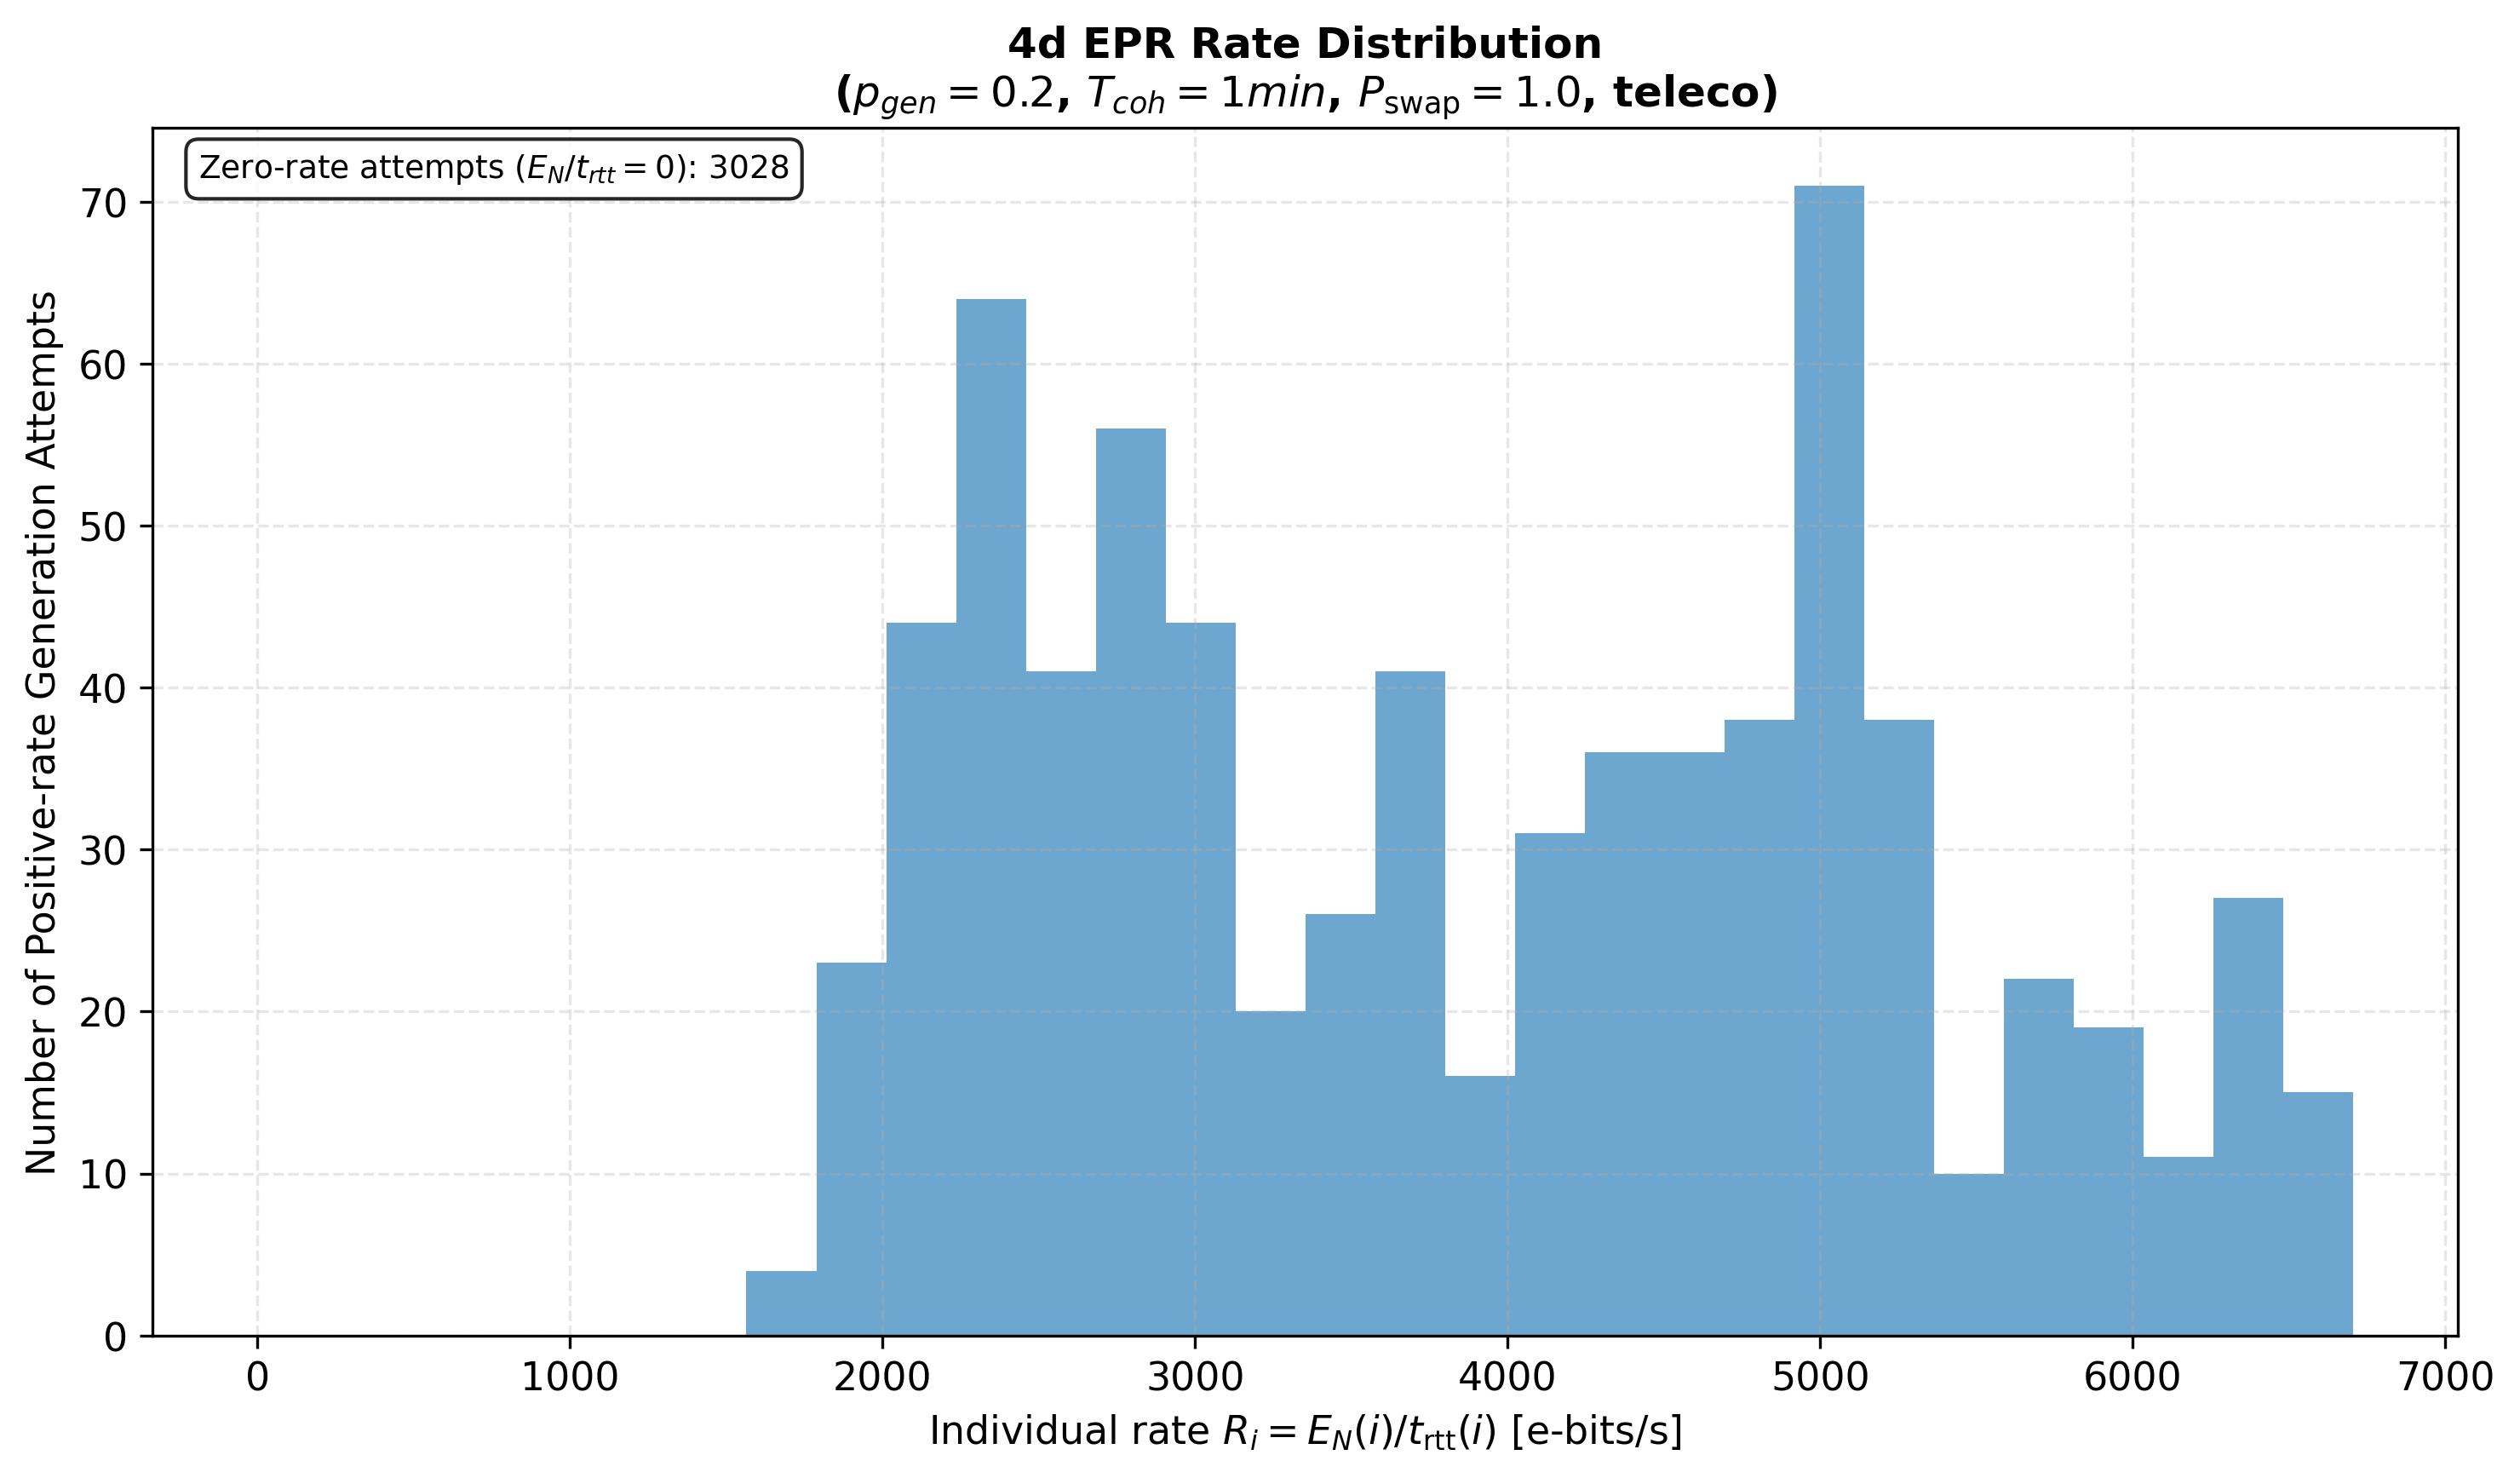 4d EPR Rate Distribution
(p_gen = 0.2, T_coh = 1min, P_swap = 1.0, teleco)
Zero-rate attempts (E_N/t_rtt = 0): 3028
Number of Positive-rate Generation Attempts
70
60
50
40
30
20
10
0
0 1000 2000 3000 4000 5000 6000 7000
Individual rate R_i = E_N(i)/t_rtt(i) [e-bits/s]